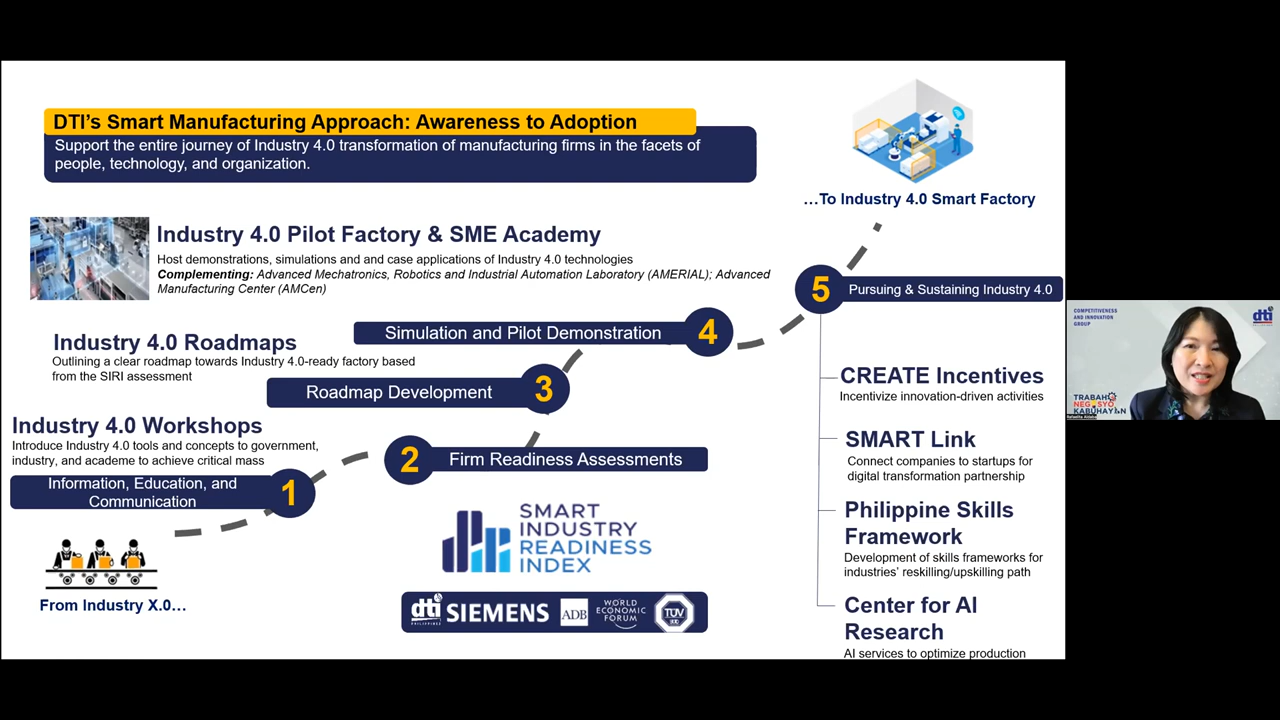 DTI's Smart Manufacturing Approach: Awareness to Adoption
Support the entire journey of Industry 4.0 transformation of manufacturing firms in the facets of
people, technology, and organization.
…To Industry 4.0 Smart Factory
Industry 4.0 Pilot Factory & SME Academy
Host demonstrations, simulations and and case applications of Industry 4.0 technologies
Complementing: Advanced Mechatronics, Robotics and Industrial Automation Laboratory (AMERIAL); Advanced
Manufacturing Center (AMCen)
5
Pursuing & Sustaining Industry 4.0
Simulation and Pilot Demonstration
4
Industry 4.0 Roadmaps
Outlining a clear roadmap towards Industry 4.0-ready factory based
from the SIRI assessment
Roadmap Development
3
Industry 4.0 Workshops
Introduce Industry 4.0 tools and concepts to government,
industry, and academe to achieve critical mass
Information, Education, and
Communication
1
2
Firm Readiness Assessments
SMART
INDUSTRY
READINESS
INDEX
dti
PHILIPPINES
SIEMENS
ADB
WORLD
ECONOMIC
FORUM
TÜV
SÜD
From Industry X.0…
CREATE Incentives
Incentivize innovation-driven activities
SMART Link
Connect companies to startups for
digital transformation partnership
Philippine Skills
Framework
Development of skills frameworks for
industries' reskilling/upskilling path
Center for AI
Research
AI services to optimize production
COMPETITIVENESS
AND INNOVATION
GROUP
dti
TRABAHO
NEGOSYO
KABUHAYAN